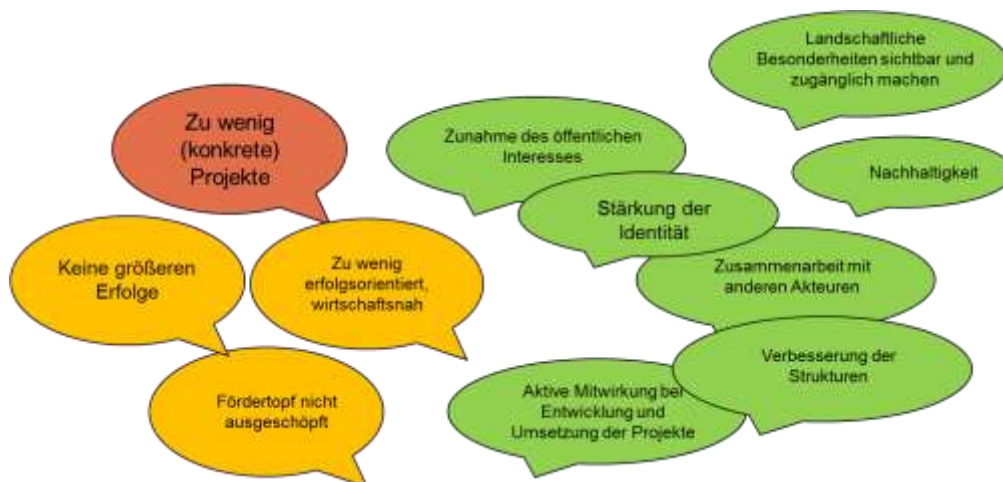 Zu wenig
(konkrete)
Projekte
Keine größeren
Erfolge
Zu wenig
erfolgsorientiert,
wirtschaftsnah
Fördertopf nicht
ausgeschöpft
Zunahme des öffentlichen
Interesses
Stärkung der
Identität
Landschaftliche
Besonderheiten sichtbar und
zugänglich machen
Nachhaltigkeit
Zusammenarbeit mit
anderen Akteuren
Verbesserung der
Strukturen
Aktive Mitwirkung bei
Entwicklung und
Umsetzung der Projekte